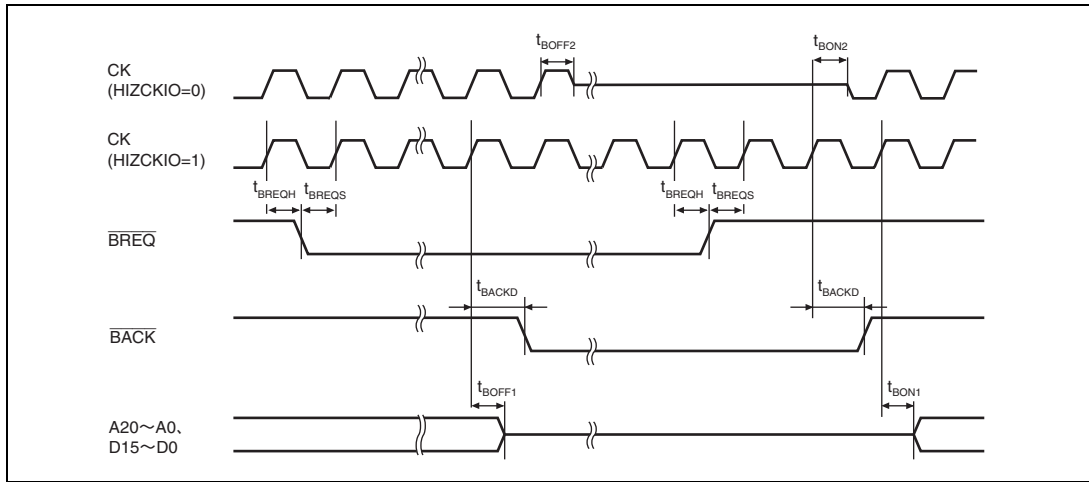 tBOFF2
tBON2
CK
(HIZCKIO=0)
CK
(HIZCKIO=1)
tBREQH
tBREQS
tBREQH
tBREQS
BREQ
tBACKD
tBACKD
BACK
tBOFF1
tBON1
A20～A0、
D15～D0